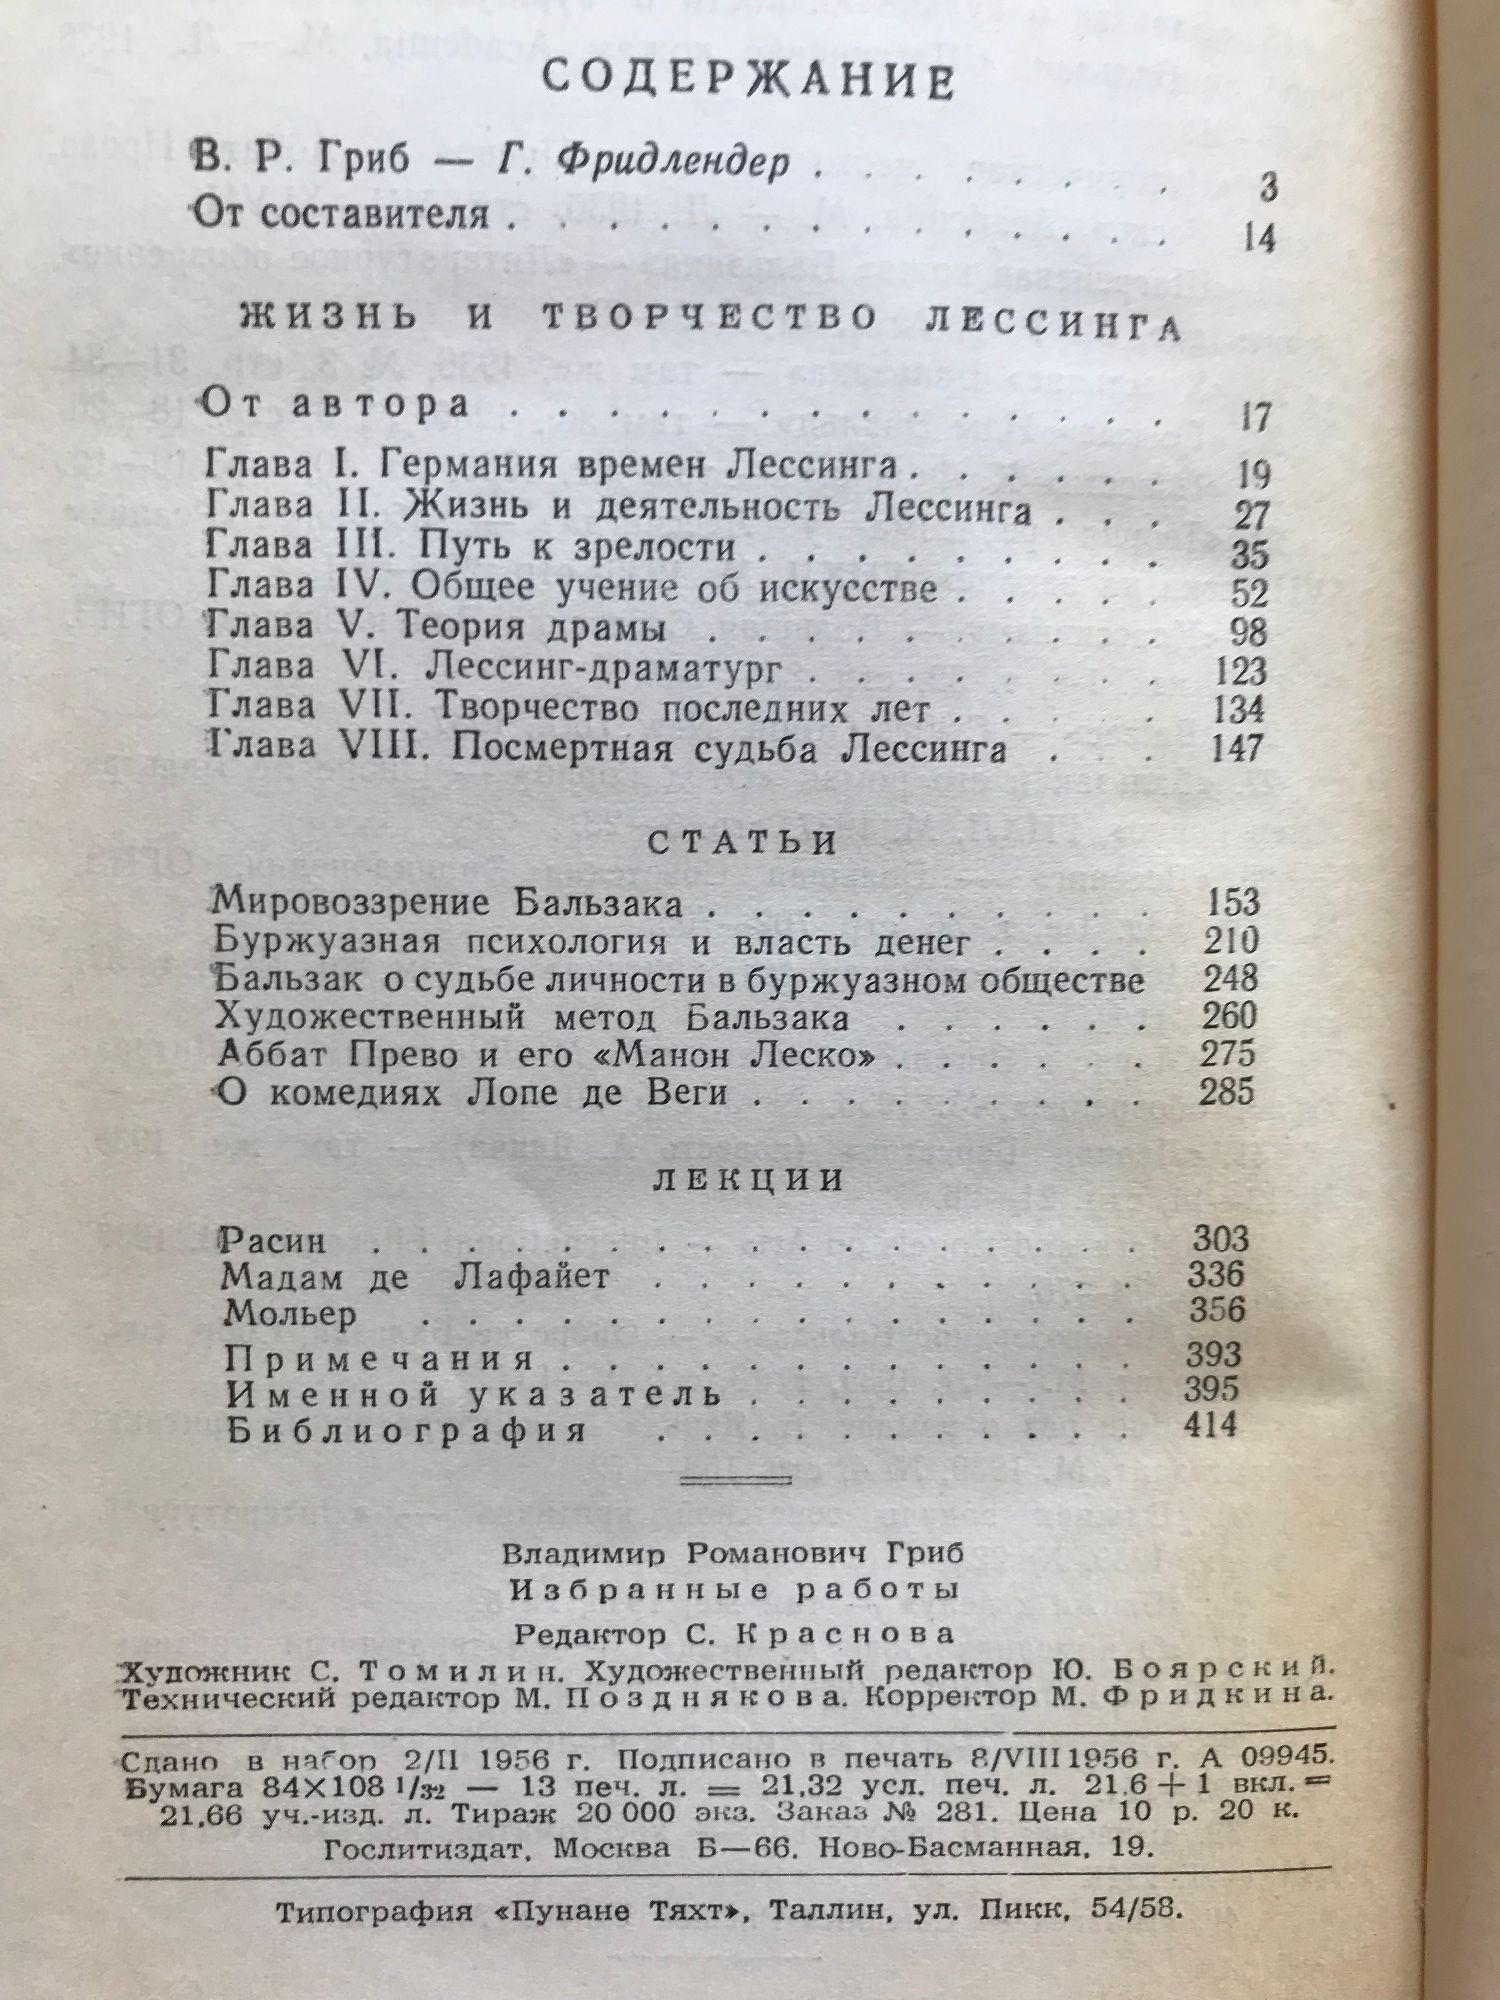 СОДЕРЖАНИЕ
В. Р. Гриб — Г. Фридлендер . . . . . . . . 3
От составителя . . . . . . . . . . . . . . 14
ЖИЗНЬ И ТВОРЧЕСТВО ЛЕССИНГА
От автора . . . . . . . . . . . . . . 17
Глава I. Германия времен Лессинга . . . . . . 19
Глава II. Жизнь и деятельность Лессинга . . . 27
Глава III. Путь к зрелости . . . . . . . . . 35
Глава IV. Общее учение об искусстве . . . . . 52
Глава V. Теория драмы . . . . . . . . . . 98
Глава VI. Лессинг-драматург . . . . . . . . 123
Глава VII. Творчество последних лет . . . . . 134
Глава VIII. Посмертная судьба Лессинга . . . 147
СТАТЬИ
Мировоззрение Бальзака . . . . . . . . . . 153
Буржуазная психология и власть денег . . . . 210
Бальзак о судьбе личности в буржуазном обществе 248
Художественный метод Бальзака . . . . . . 260
Аббат Прево и его «Манон Леско» . . . . . . 275
О комедиях Лопе де Веги . . . . . . . . . 285
ЛЕКЦИИ
Расин . . . . . . . . . . . . . . . . . 303
Мадам де Лафайет . . . . . . . . . . . 336
Мольер . . . . . . . . . . . . . . . . 356
Примечания . . . . . . . . . . . . . 393
Именной указатель . . . . . . . . . 395
Библиография . . . . . . . . . . . 414
Владимир Романович Гриб
Избранные работы
Редактор С. Краснова
Художник С. Томилин. Художественный редактор Ю. Боярский.
Технический редактор М. Позднякова. Корректор М. Фридкина.
Сдано в набор 2/II 1956 г. Подписано в печать 8/VIII 1956 г. А 09945.
Бумага 84×108 1/32 — 13 печ. л. = 21,32 усл. печ. л. 21.6 + 1 вкл. =
21,66 уч.-изд. л. Тираж 20 000 экз. Заказ № 281. Цена 10 р. 20 к.
Гослитиздат, Москва Б—66, Ново-Басманная, 19.
Типография «Пунане Тяхт», Таллин, ул. Пикк, 54/58.